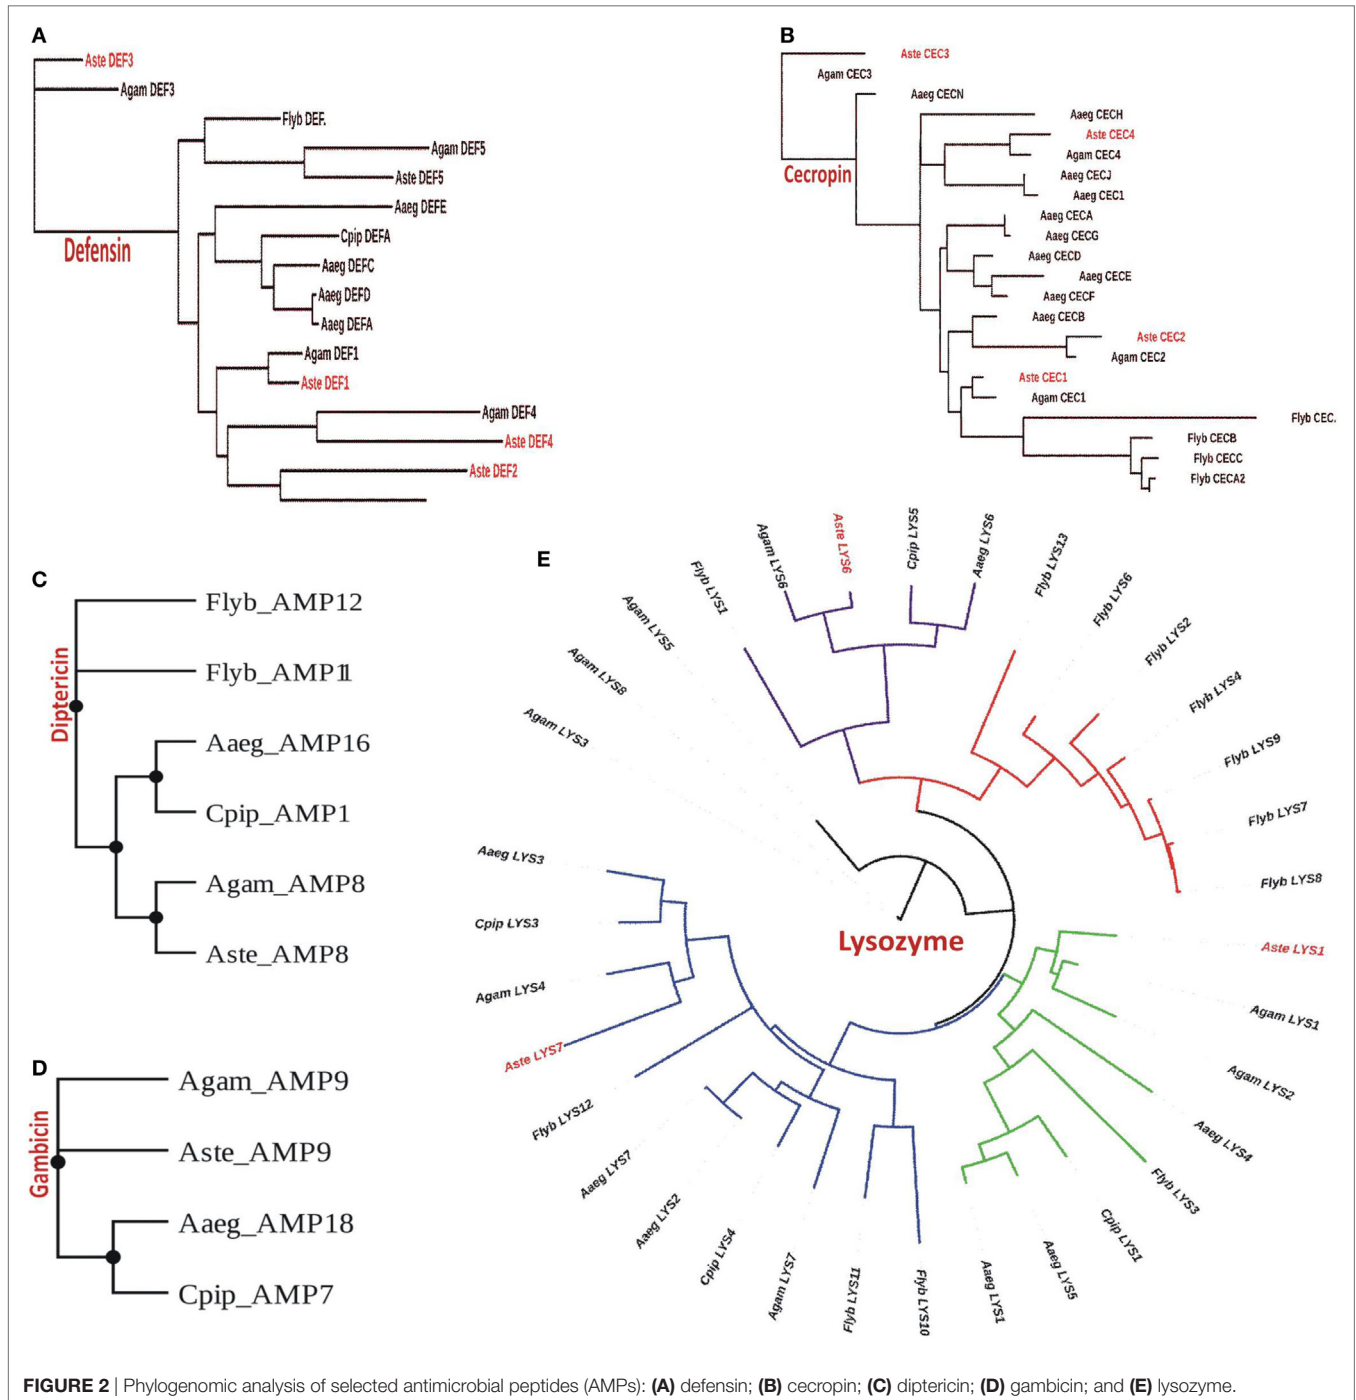 A
Aste DEF3
Agam DEF3
Flyb DEF.
Agam DEF5
Aste DEF5
Aaeg DEFE
Cpip DEFA
Aaeg DEFC
Aaeg DEFD
Aaeg DEFA
Agam DEF1
Aste DEF1
Agam DEF4
Aste DEF4
Aste DEF2
Defensin
B
Aste CEC3
Agam CEC3
Aaeg CECN
Aaeg CECH
Aste CEC4
Agam CEC4
Aaeg CECJ
Aaeg CEC1
Aaeg CECA
Aaeg CECG
Aaeg CECD
Aaeg CECE
Aaeg CECF
Aaeg CECB
Aste CEC2
Agam CEC2
Aste CEC1
Agam CEC1
Flyb CEC.
Flyb CECB
Flyb CECC
Flyb CECA2
Cecropin
C
Diptericin
Flyb_AMP12
Flyb_AMP11
Aaeg_AMP16
Cpip_AMP1
Agam_AMP8
Aste_AMP8
D
Gambicin
Agam_AMP9
Aste_AMP9
Aaeg_AMP18
Cpip_AMP7
E
Agam LYS3
Agam LYS8
Agam LYS5
Flyb LYS1
Agam LYS6
Aste LYS6
Cpip LYS5
Aaeg LYS6
Flyb LYS13
Flyb LYS6
Flyb LYS2
Flyb LYS4
Flyb LYS9
Flyb LYS7
Flyb LYS8
Aste LYS1
Agam LYS1
Agam LYS2
Aaeg LYS4
Flyb LYS3
Cpip LYS1
Aaeg LYS5
Aaeg LYS1
Flyb LYS10
Flyb LYS11
Agam LYS7
Cpip LYS4
Aaeg LYS2
Aaeg LYS7
Flyb LYS12
Aste LYS7
Agam LYS4
Cpip LYS3
Aaeg LYS3
Lysozyme
FIGURE 2 | Phylogenomic analysis of selected antimicrobial peptides (AMPs): (A) defensin; (B) cecropin; (C) diptericin; (D) gambicin; and (E) lysozyme.